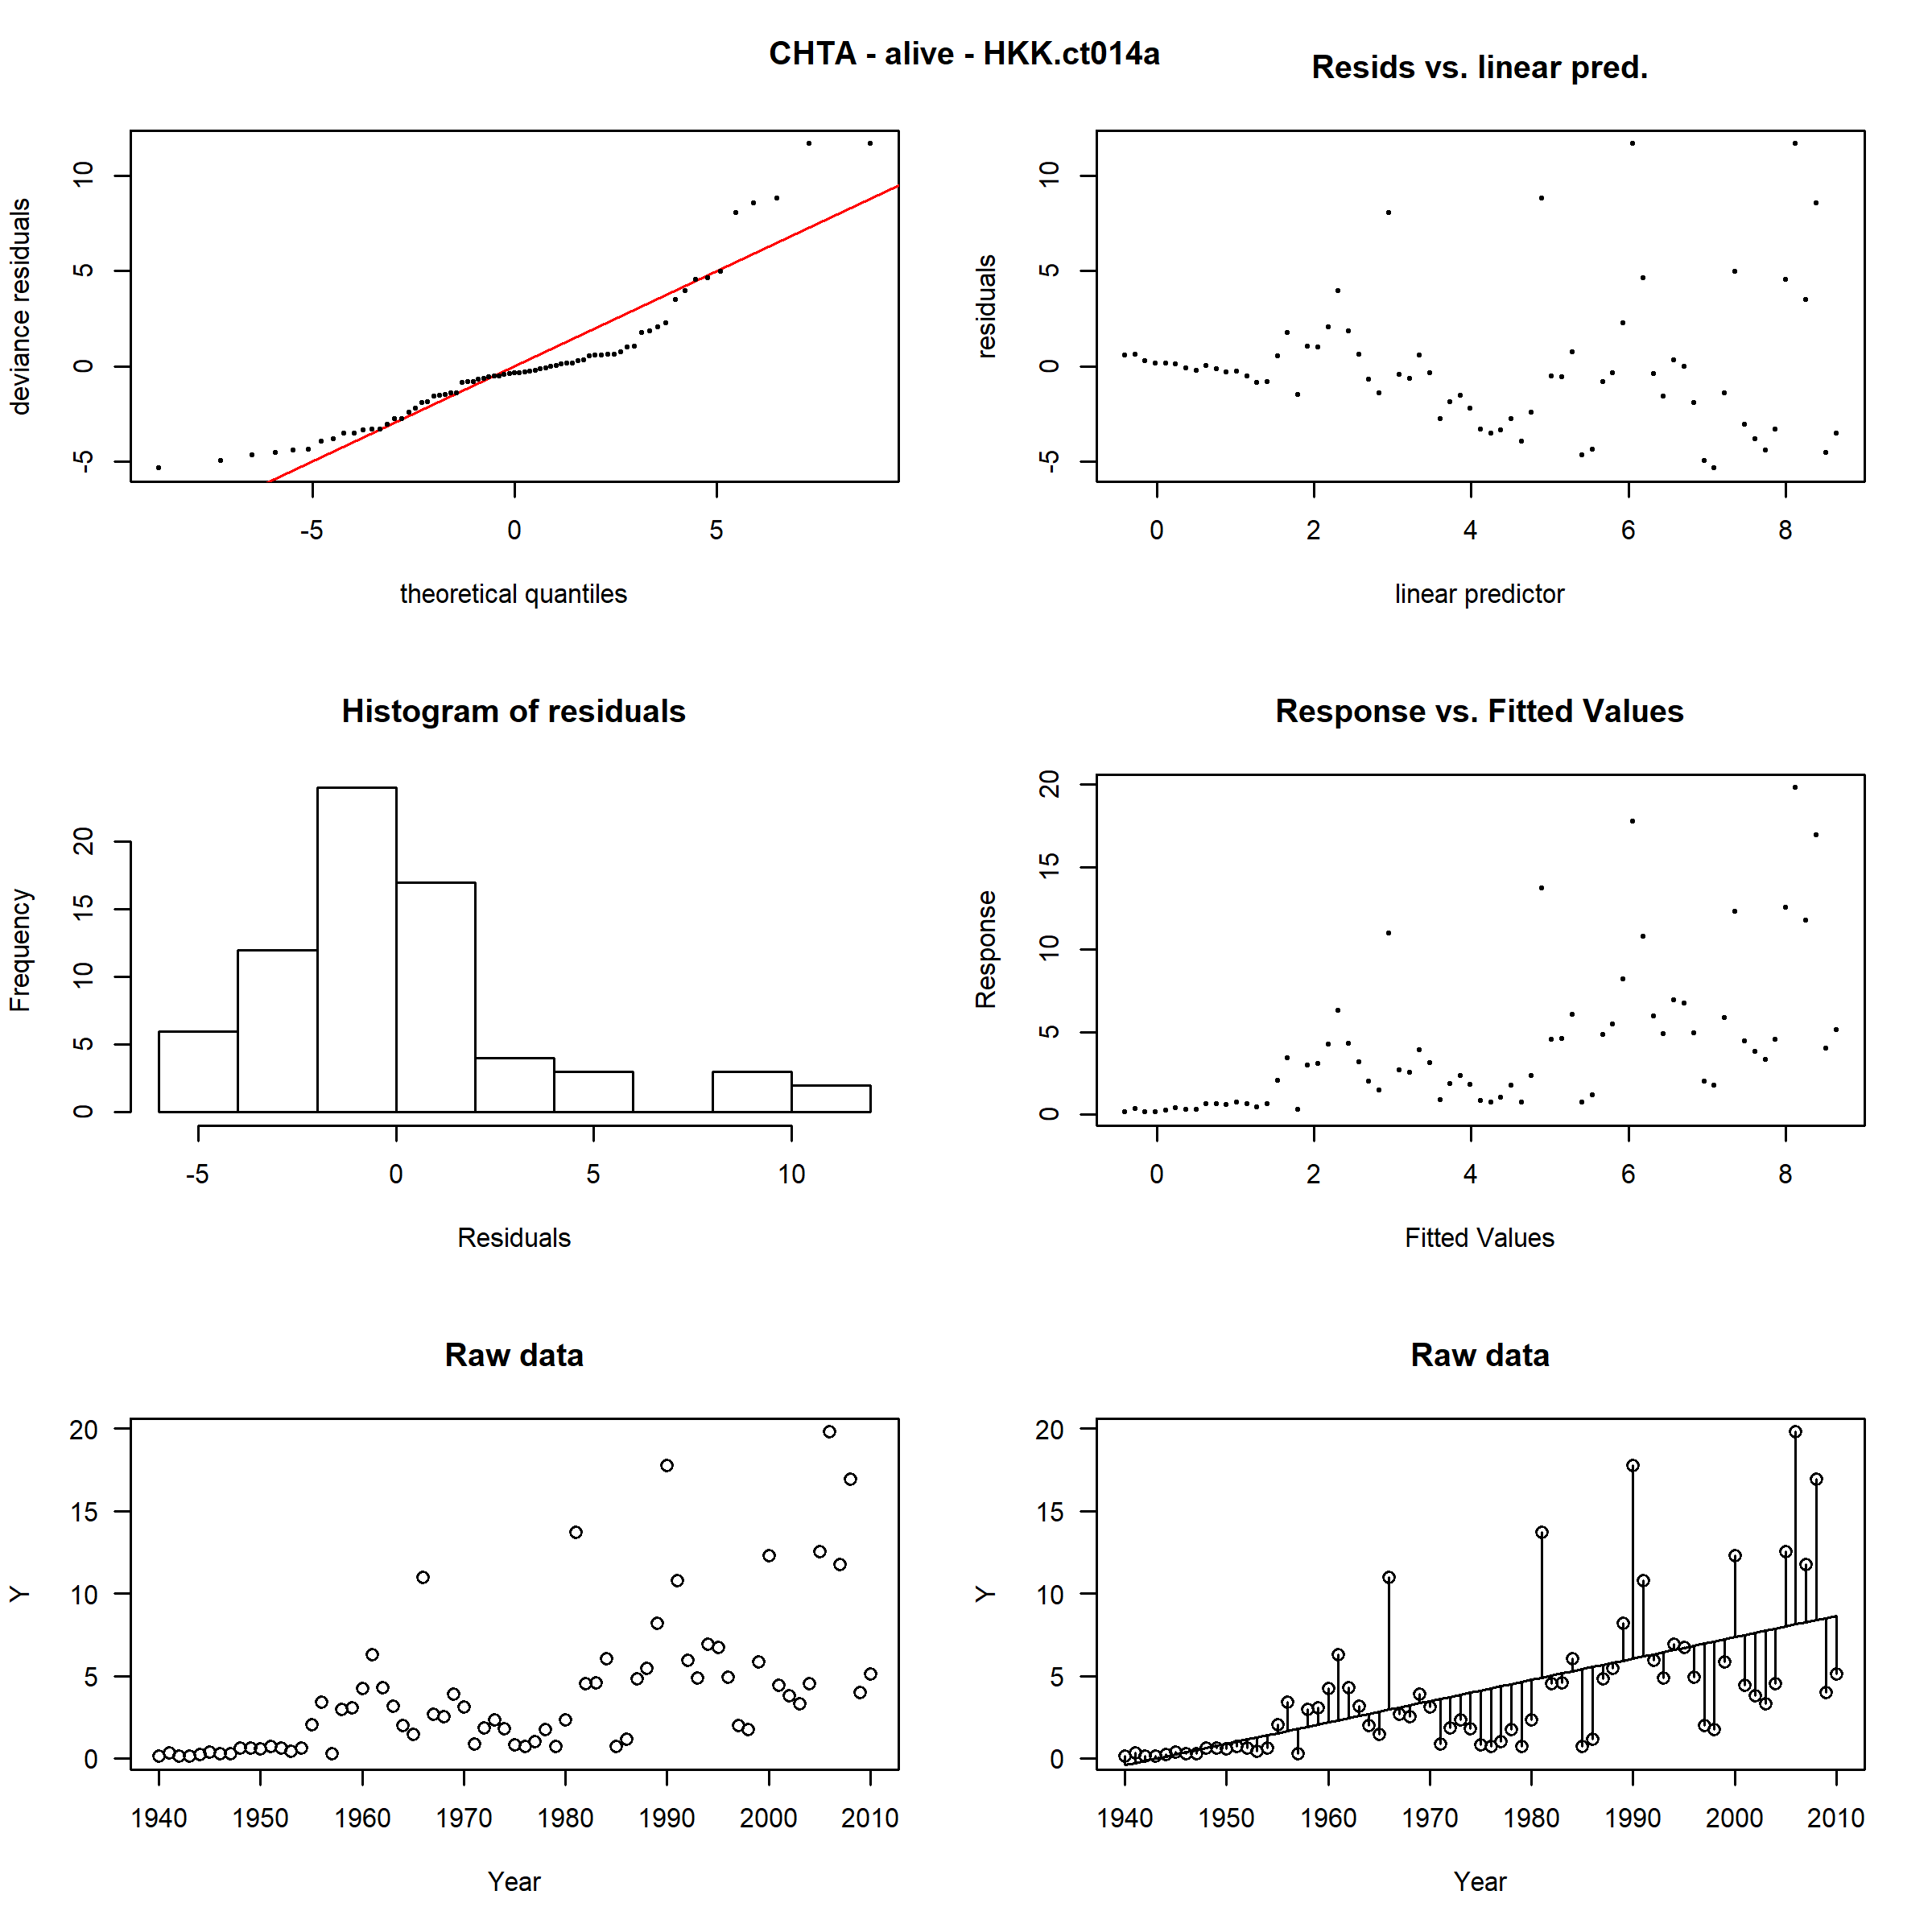 CHTA - alive - HKK.ct014a
deviance residuals
-5 0 5 10
-5 0 5
theoretical quantiles
Resids vs. linear pred.
residuals
-5 0 5 10
0 2 4 6 8
linear predictor
Histogram of residuals
Frequency
0 5 10 15 20
-5 0 5 10
Residuals
Response vs. Fitted Values
Response
0 5 10 15 20
0 2 4 6 8
Fitted Values
Raw data
Y
20
15
10
5
0
1940 1950 1960 1970 1980 1990 2000 2010
Year
Raw data
Y
20
15
10
5
0
1940 1950 1960 1970 1980 1990 2000 2010
Year